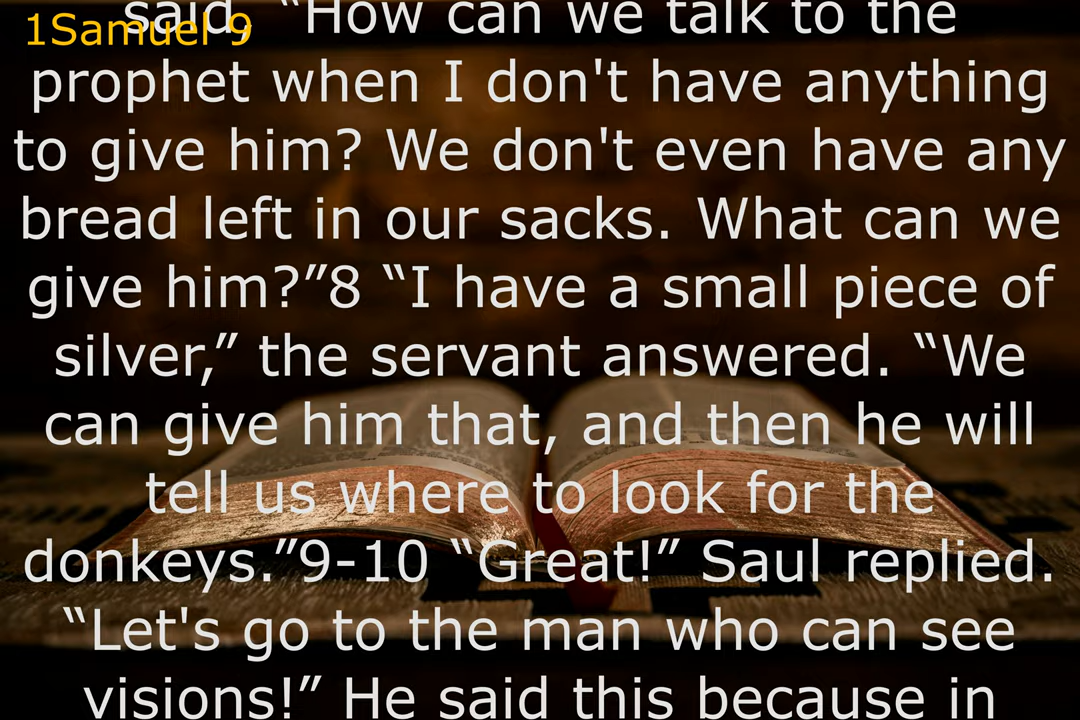 1Samuel 9
said, “How can we talk to the
prophet when I don't have anything
to give him? We don't even have any
bread left in our sacks. What can we
give him?”8 “I have a small piece of
silver,” the servant answered. “We
can give him that, and then he will
tell us where to look for the
donkeys.”9-10 “Great!” Saul replied.
“Let's go to the man who can see
visions!” He said this because in